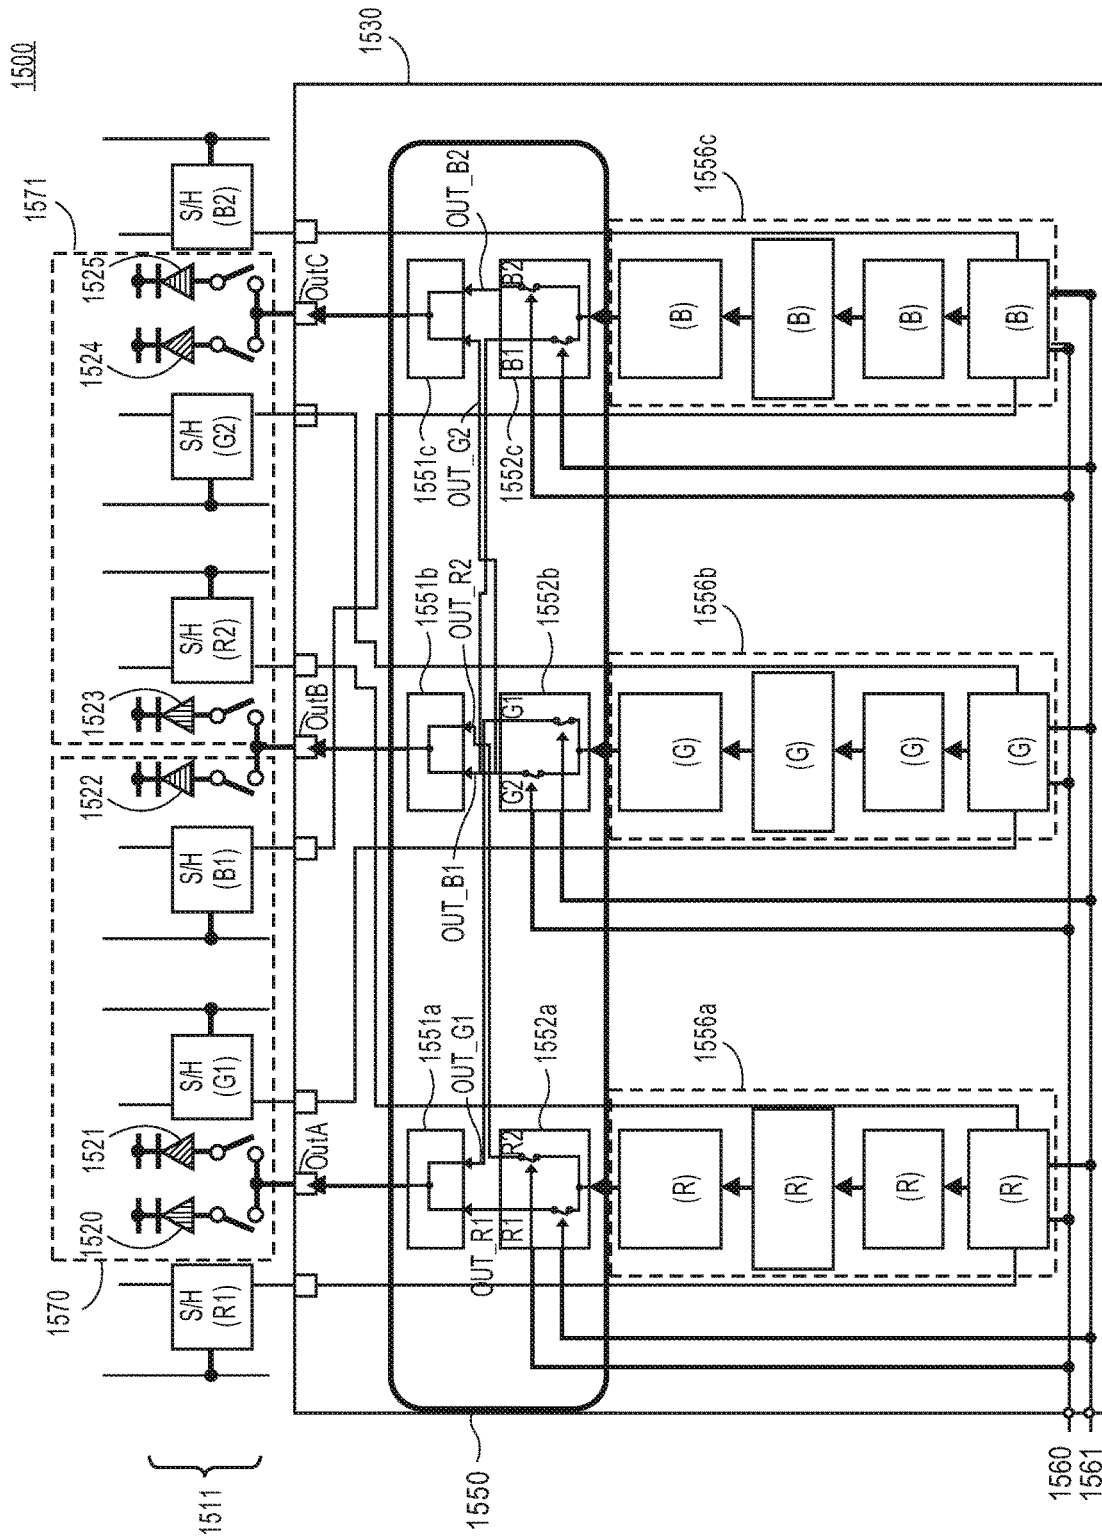 1500
1530
1571
1570
1511
S/H
(R1)
S/H
(G1)
S/H
(B1)
S/H
(R2)
S/H
(G2)
S/H
(B2)
1520
1521
1522
1523
1524
1525
OutA
OutB
OutC
1550
1551a
1551b
1551c
OUT_R1
OUT_G1
OUT_B1
OUT_R2
OUT_G2
OUT_B2
R1
R2
G2
G1
B1
B2
1552a
1552b
1552c
1556a
1556b
1556c
(R)
(R)
(R)
(R)
(G)
(G)
(G)
(G)
(B)
(B)
(B)
(B)
1560
1561